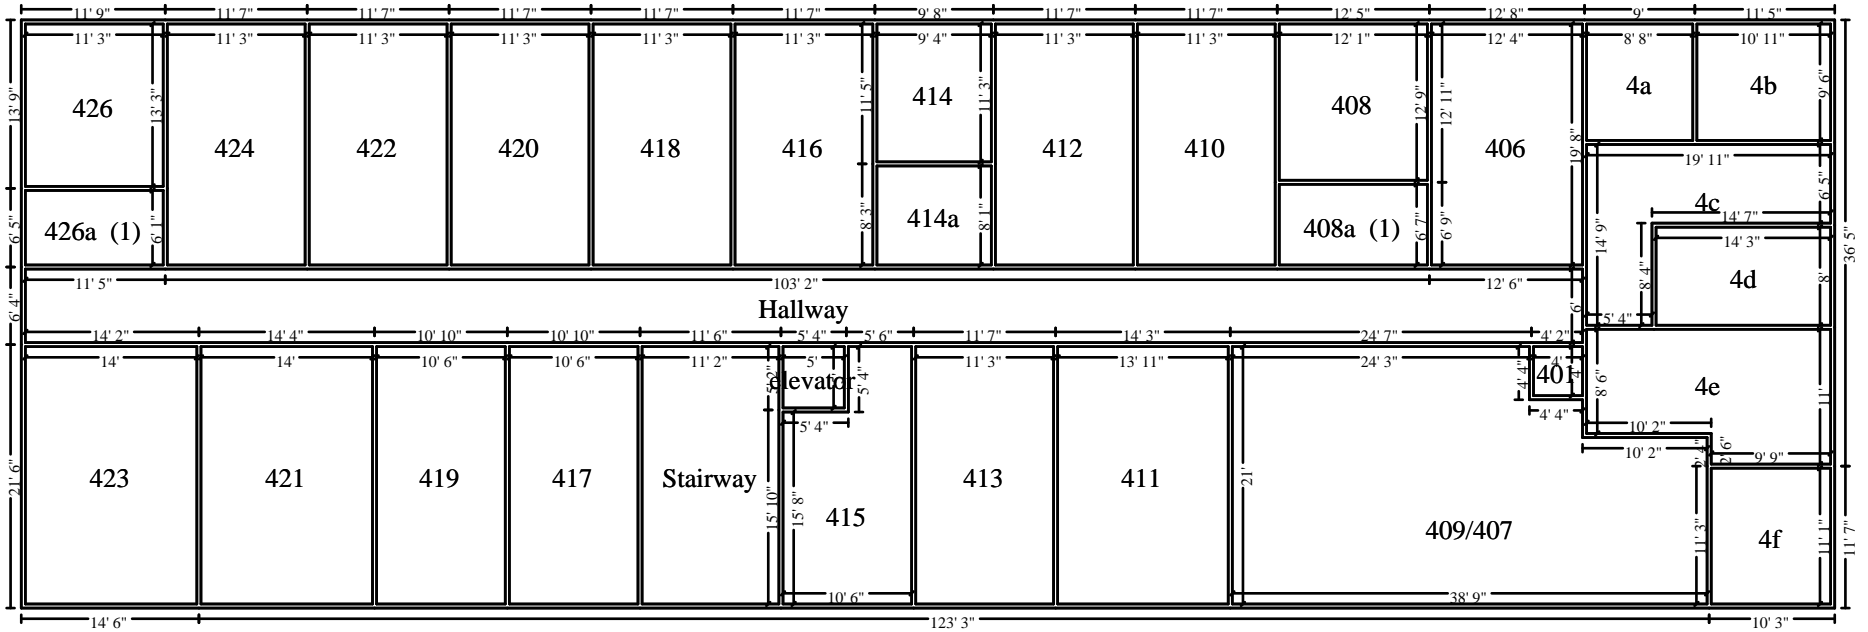 11' 9" 11' 7" 11' 7" 11' 7" 11' 7" 11' 7" 9' 8" 11' 7" 11' 7" 12' 5" 12' 8" 9' 11' 5"
11' 3" 11' 3" 11' 3" 11' 3" 11' 3" 11' 3" 9' 4" 11' 3" 11' 3" 12' 1" 12' 4" 8' 8" 10' 11"
13' 9" 13' 3" 11' 5" 11' 3" 12' 9" 12' 11" 19' 8" 9' 6"
426 414 408 4a 4b
424 422 420 418 416 412 410 406
19' 11"
6' 5" 6' 1" 8' 3" 8' 1" 6' 7" 6' 9" 14' 9" 6' 5"
4c
14' 7"
426a (1) 414a 408a (1)
14' 3"
36' 5"
8' 4" 4d 8'
11' 5" 103' 2" 12' 6"
6' 4" Hallway 6'
5' 4"
14' 2" 14' 4" 10' 10" 10' 10" 11' 6" 5' 4" 5' 6" 11' 7" 14' 3" 24' 7" 4' 2"
14' 14' 10' 6" 10' 6" 11' 2" 5' 11' 3" 13' 11" 24' 3" 4'
5' 2" elevator 5' 4" 4' 4" 401 4' 8' 6" 4e 11'
5' 4" 4' 4"
10' 2"
10' 2" 2' 4" 2' 6" 9' 9"
21' 6" 423 421 419 417 Stairway 413 411 21'
15' 10" 15' 8" 415 409/407 11' 3" 4f 11' 1" 11' 7"
10' 6" 38' 9"
14' 6" 123' 3" 10' 3"